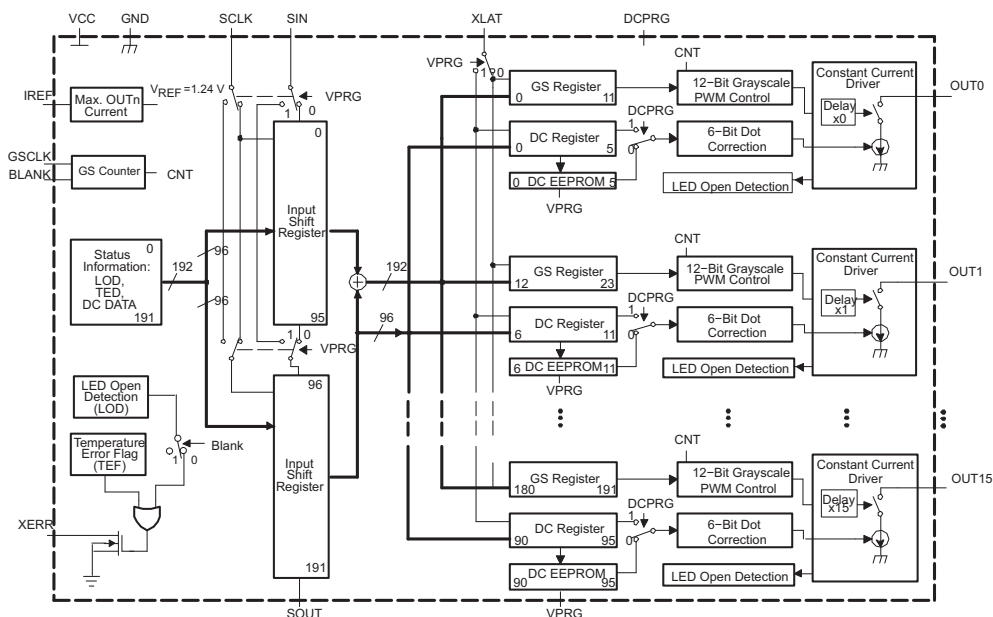 VCC GND SCLK SIN XLAT DCPRG
CNT
VPRG
1 0
VREF =1.24 V
VPRG
1 0
IREF
Max. OUTn
Current
GS Register
0 11
12−Bit Grayscale
PWM Control
Constant Current
Driver
Delay
x0
OUT0
DCPRG
1
0
DC Register
0 5
6−Bit Dot
Correction
0 DC EEPROM 5
VPRG
LED Open Detection
GSCLK
BLANK
GS Counter
CNT
0
Input
Shift
Register
95
0
Status
Information:
LOD,
TED,
DC DATA
191
192
96
96
192
96
CNT
GS Register
12 23
12−Bit Grayscale
PWM Control
Constant Current
Driver
Delay
x1
OUT1
DCPRG
1
0
DC Register
6 11
6−Bit Dot
Correction
6 DC EEPROM 11
VPRG
LED Open Detection
1 0
VPRG
96
Input
Shift
Register
191
LED Open
Detection
(LOD)
Temperature
Error Flag
(TEF)
Blank
1 0
XERR
CNT
GS Register
180 191
12−Bit Grayscale
PWM Control
Constant Current
Driver
Delay
x15
OUT15
DCPRG
1
0
DC Register
90 95
6−Bit Dot
Correction
DC EEPROM
90 95
VPRG
LED Open Detection
SOUT